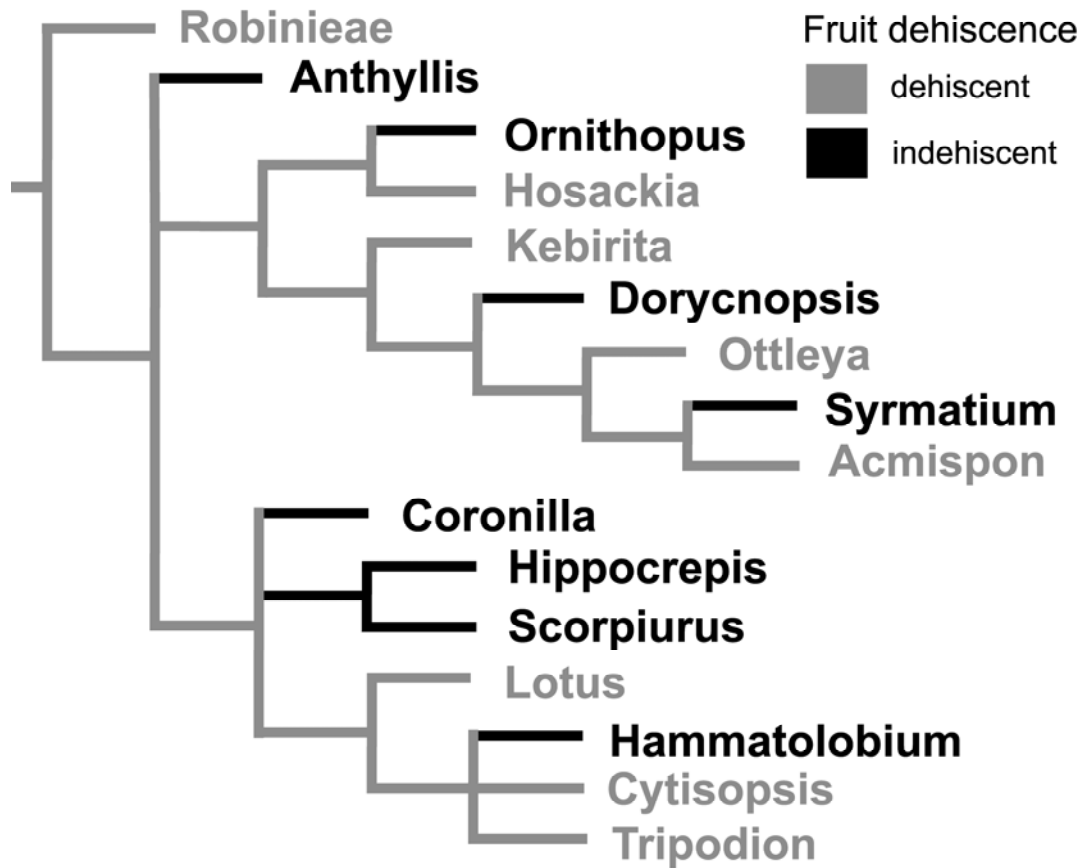 Robinieae
Fruit dehiscence
Anthyllis
dehiscent
Ornithopus
indehiscent
Hosackia
Kebirita
Dorycnopsis
Ottleya
Syrmatium
Acmispon
Coronilla
Hippocrepis
Scorpiurus
Lotus
Hammatolobium
Cytisopsis
Tripodion